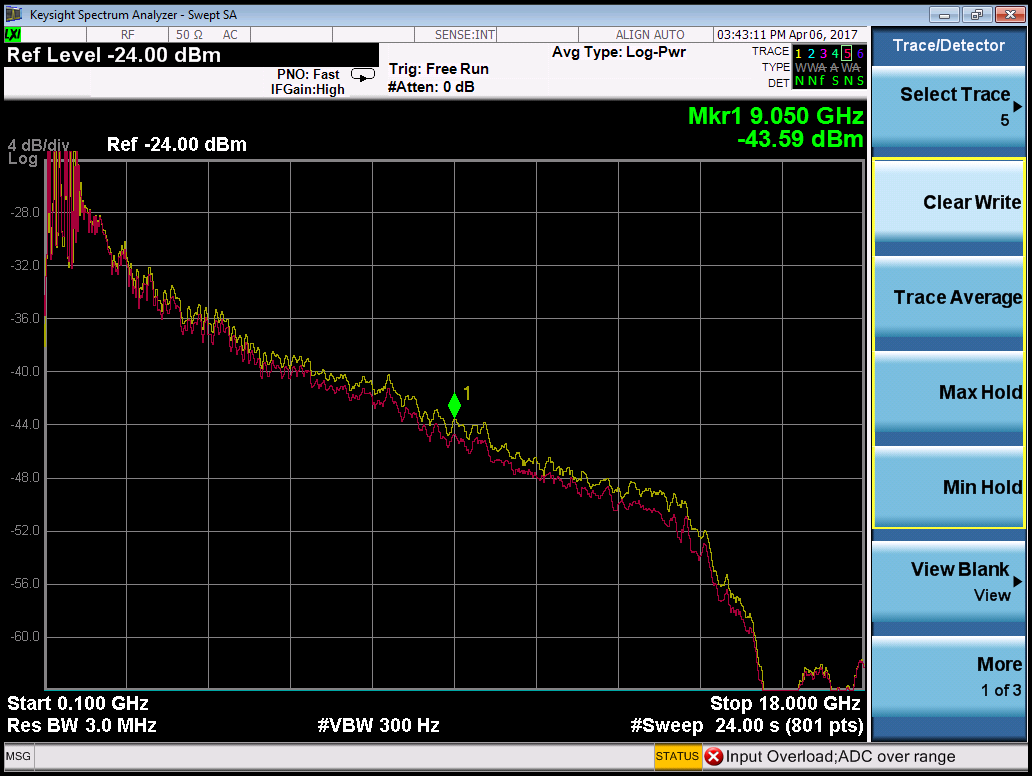 Keysight Spectrum Analyzer - Swept SA
LXI RF 50 Ω AC SENSE:INT ALIGN AUTO 03:43:11 PM Apr 06, 2017
Ref Level -24.00 dBm
PNO: Fast
IFGain:High
Trig: Free Run
#Atten: 0 dB
Avg Type: Log-Pwr
TRACE 1 2 3 4 5 6
TYPE
DET N N f S N S
Mkr1 9.050 GHz
-43.59 dBm
4 dB/div
Log
Ref -24.00 dBm
-28.0
-32.0
-36.0
-40.0
1
-44.0
-48.0
-52.0
-56.0
-60.0
Start 0.100 GHz
Stop 18.000 GHz
Res BW 3.0 MHz
#VBW 300 Hz
#Sweep 24.00 s (801 pts)
MSG
STATUS
Input Overload;ADC over range
Trace/Detector
Select Trace
5
Clear Write
Trace Average
Max Hold
Min Hold
View Blank
View
More
1 of 3